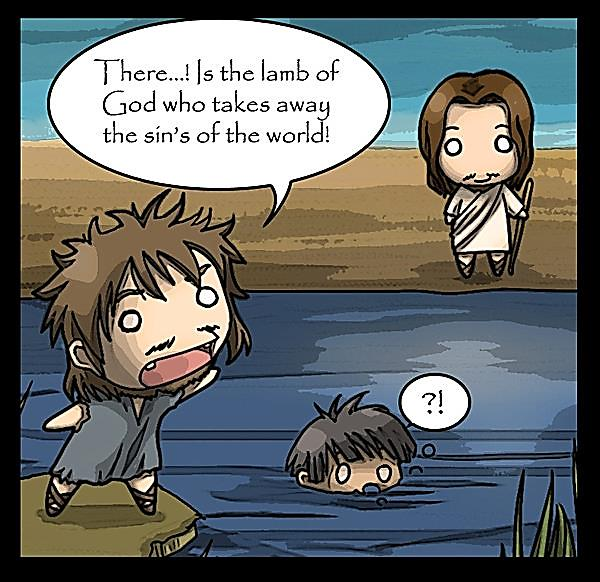 There...! Is the lamb of
God who takes away
the sin's of the world!
?!